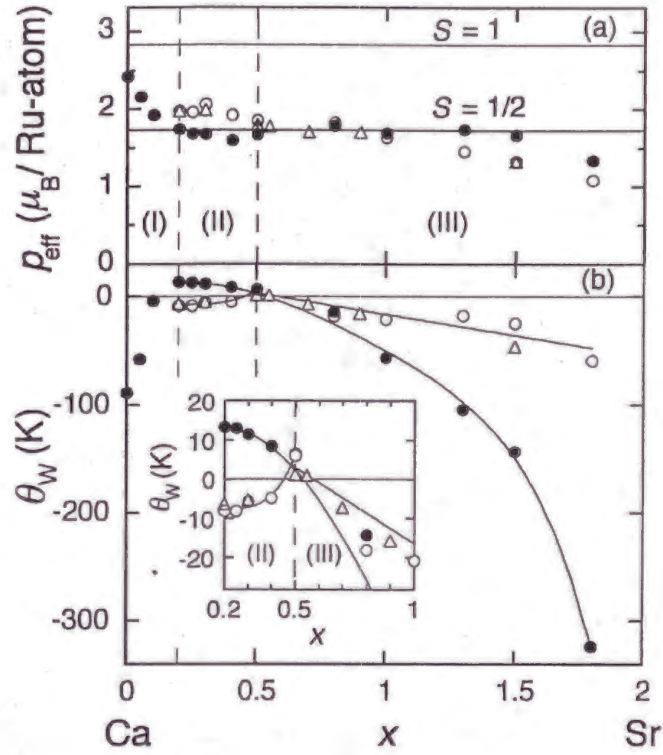 3
S = 1
(a)
2
S = 1/2
1
(I)
(II)
(III)
0
p_eff (μ_B / Ru-atom)
(b)
0
-100
-200
-300
θ_W (K)
20
10
0
-10
-20
θ_W (K)
(II)
(III)
0.2
0.5
1
x
0
0.5
1
1.5
2
Ca
x
Sr